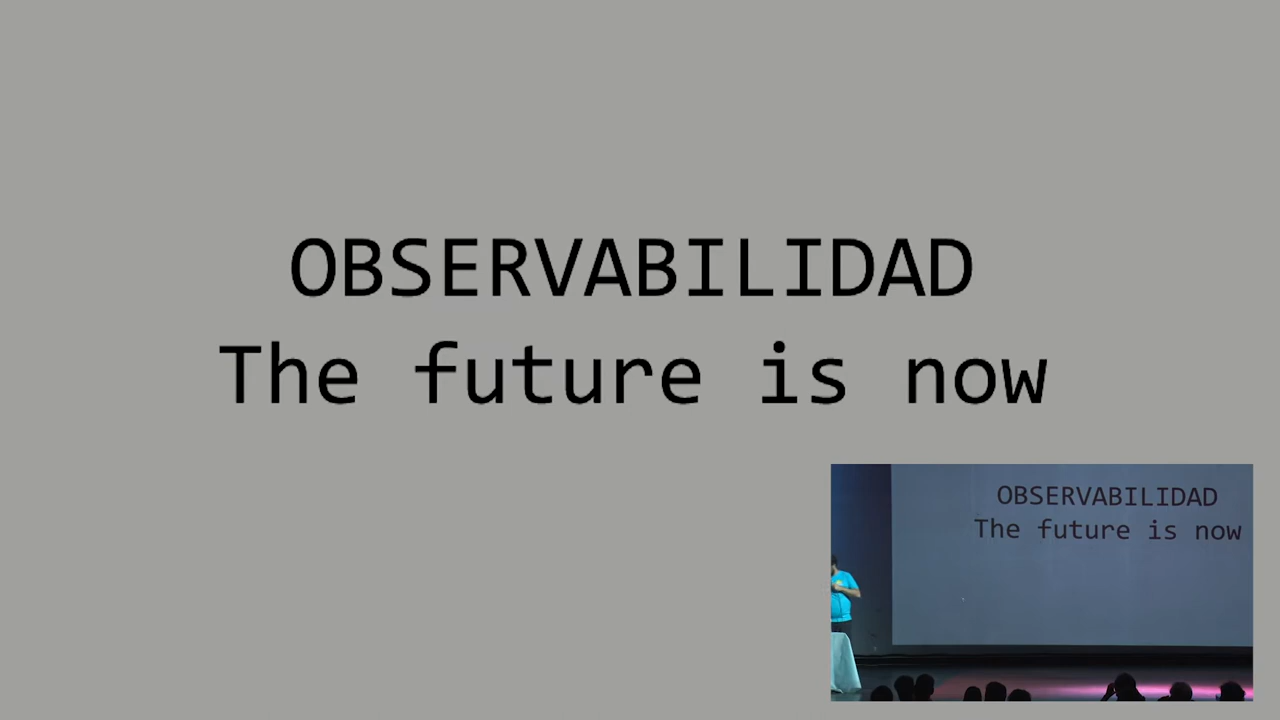 OBSERVABILIDAD
The future is now
OBSERVABILIDAD
The future is now